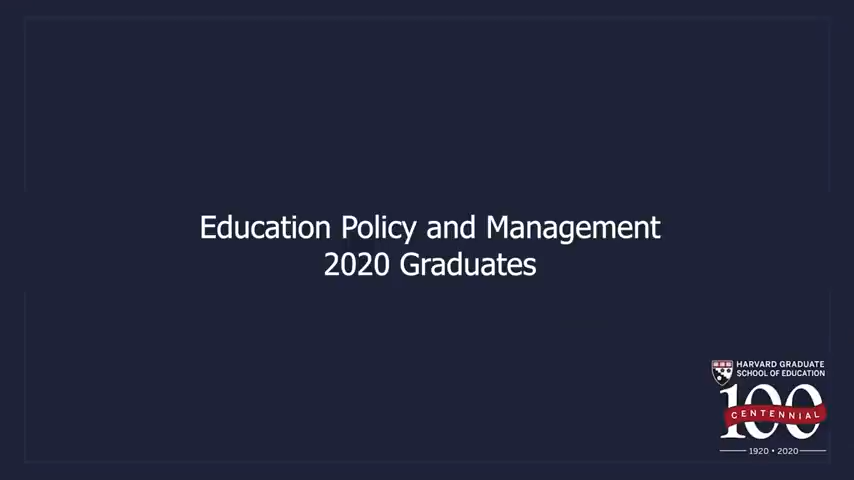 Education Policy and Management
2020 Graduates
HARVARD GRADUATE
SCHOOL OF EDUCATION
100
CENTENNIAL
1920 • 2020